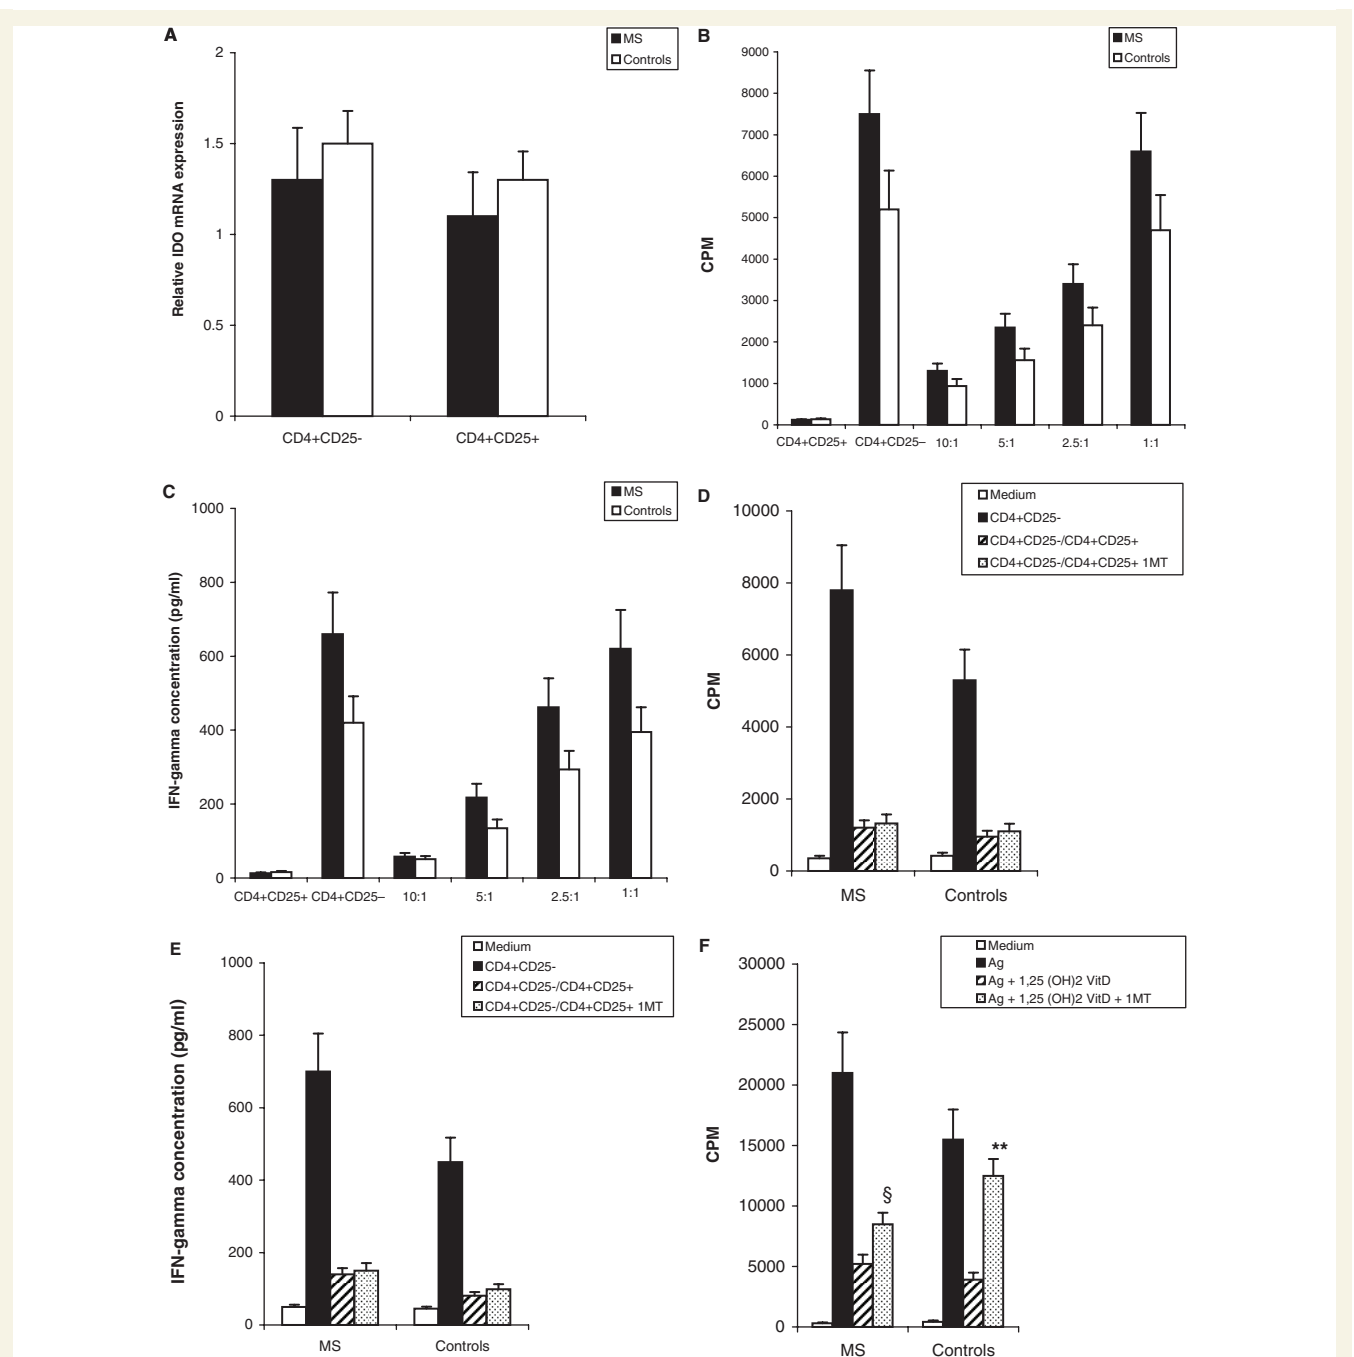 A
MS
Controls
Relative IDO mRNA expression
2
1.5
1
0.5
0
CD4+CD25-
CD4+CD25+
B
MS
Controls
CPM
9000
8000
7000
6000
5000
4000
3000
2000
1000
0
CD4+CD25+
CD4+CD25–
10:1
5:1
2.5:1
1:1
C
MS
Controls
IFN-gamma concentration (pg/ml)
1000
800
600
400
200
0
CD4+CD25+ CD4+CD25–
10:1
5:1
2.5:1
1:1
D
Medium
CD4+CD25-
CD4+CD25-/CD4+CD25+
CD4+CD25-/CD4+CD25+ 1MT
CPM
10000
8000
6000
4000
2000
0
MS
Controls
E
Medium
CD4+CD25-
CD4+CD25-/CD4+CD25+
CD4+CD25-/CD4+CD25+ 1MT
IFN-gamma concentration (pg/ml)
1000
800
600
400
200
0
MS
Controls
F
Medium
Ag
Ag + 1,25 (OH)2 VitD
Ag + 1,25 (OH)2 VitD + 1MT
CPM
30000
25000
20000
15000
10000
5000
0
§
**
MS
Controls